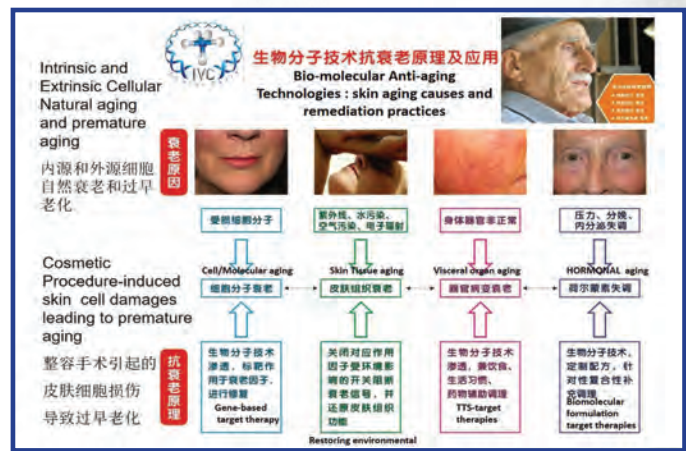 IVC
生物分子技术抗衰老原理及应用
Bio-molecular Anti-aging
Technologies : skin aging causes and
remediation practices
Intrinsic and
Extrinsic Cellular
Natural aging
and premature
aging
内源和外源细胞
自然衰老和过早
老化
衰老原因
受损细胞分子
紫外线、水污染、
空气污染、电子辐射
身体器官非正常
压力、分娩、
内分泌失调
Cell/Molecular aging
Skin Tissue aging
Visceral organ aging
HORMONAL aging
细胞分子衰老
皮肤组织衰老
器官病变衰老
荷尔蒙素失调
Cosmetic
Procedure-induced
skin cell damages
leading to premature
aging
整容手术引起的
皮肤细胞损伤
导致过早老化
抗衰老原理
生物分子技术
渗透，标靶作
用于衰老因子，
进行修复
Gene-based
target therapy
关闭对应作用
因子受环境影
响的开关阻断
衰老信号，并
还原皮肤组织
功能
Restoring environmental
生物分子技术
渗透，兼饮食、
生活习惯、
药物辅助调理
TTS-target
therapies
生物分子技术，
定制配方，针
对性复合性补
充调理
Biomolecular
formulation
target therapies